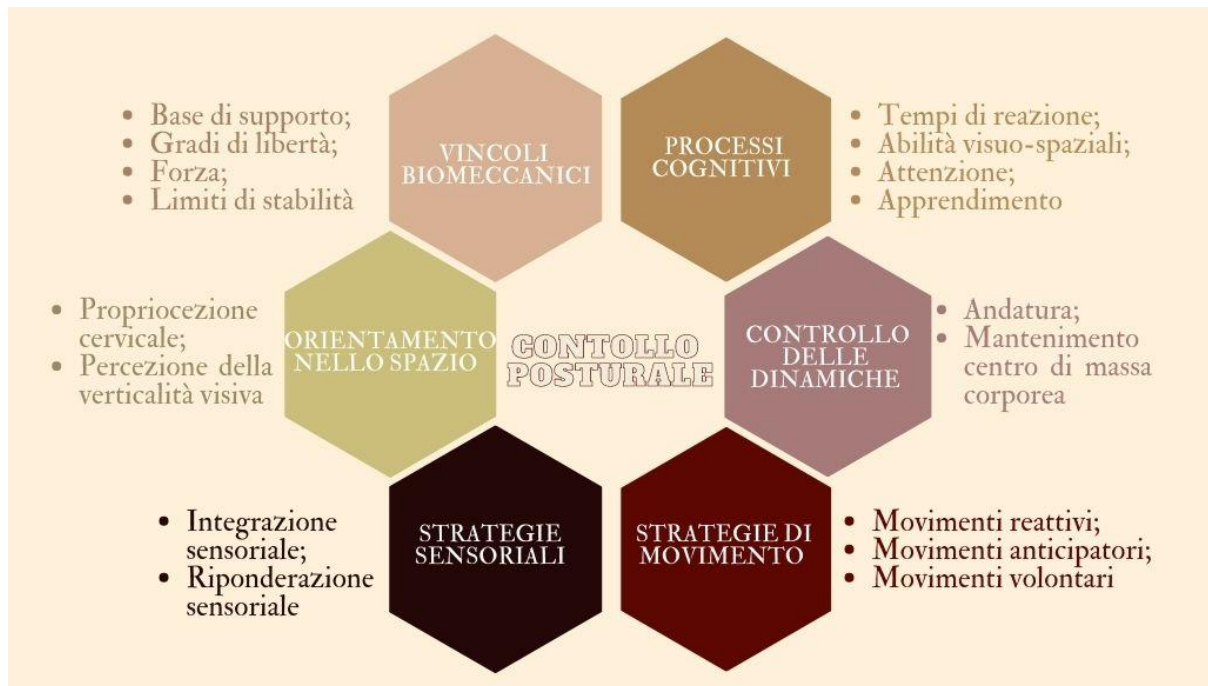 • Base di supporto;
• Gradi di libertà;
• Forza;
• Limiti di stabilità
VINCOLI
BIOMECCANICI
PROCESSI
COGNITIVI
• Tempi di reazione;
• Abilità visuo-spaziali;
• Attenzione;
• Apprendimento
• Propriocezione
cervicale;
• Percezione della
verticalità visiva
ORIENTAMENTO
NELLO SPAZIO
CONTOLLO
POSTURALE
CONTROLLO
DELLE
DINAMICHE
• Andatura;
• Mantenimento
centro di massa
corporea
• Integrazione
sensoriale;
• Riponderazione
sensoriale
STRATEGIE
SENSORIALI
STRATEGIE DI
MOVIMENTO
• Movimenti reattivi;
• Movimenti anticipatori;
• Movimenti volontari